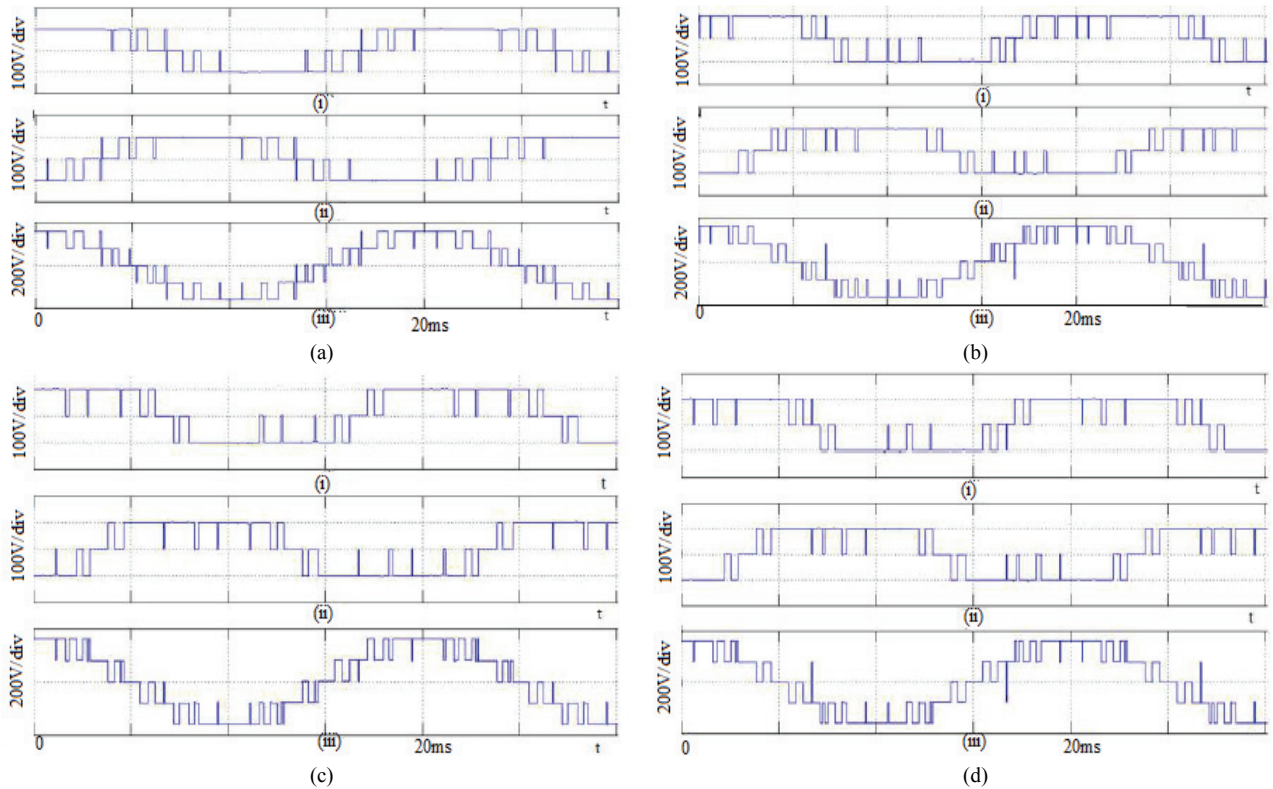 100V/div
(i)
t
100V/div
(ii)
t
200V/div
0
(iii)
20ms
t
(a)
100V/div
(i)
t
100V/div
(ii)
200V/div
0
(iii)
20ms
(b)
100V/div
(i)
t
100V/div
(ii)
t
200V/div
0
(iii)
20ms
t
(c)
100V/div
(i)
t
100V/div
(ii)
t
200V/div
0
(iii)
20ms
t
(d)